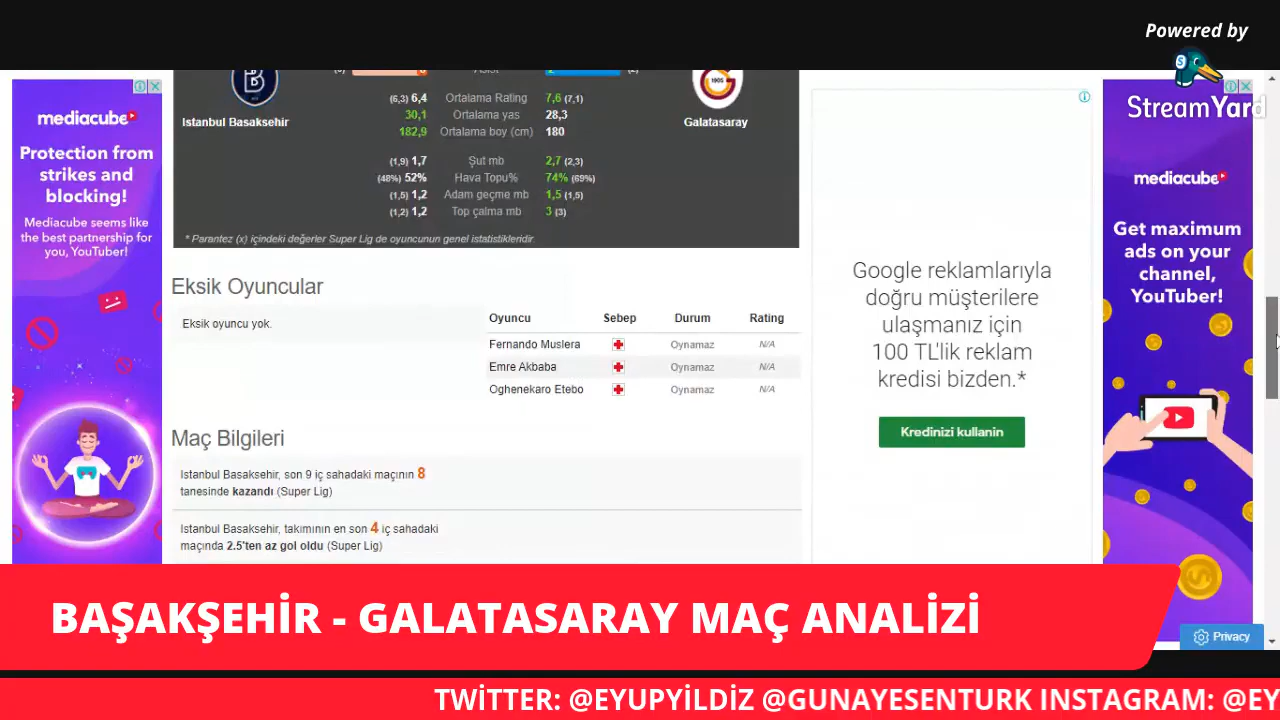 Powered by
StreamYard
mediacube
Protection from
strikes and
blocking!
Mediacube seems like
the best partnership for
you, YouTuber!
Istanbul Basaksehir
Galatasaray
1905
(6,3) 6,4 Ortalama Rating 7,6 (7,1)
30,1 Ortalama yas 28,3
182,9 Ortalama boy (cm) 180
(1,9) 1,7 Şut mb 2,7 (2,3)
(48%) 52% Hava Topu% 74% (69%)
(1,5) 1,2 Adam geçme mb 1,5 (1,5)
(1,2) 1,2 Top çalma mb 3 (3)
* Parantez (x) içindeki değerler Super Lig de oyuncunun genel istatistikleridir.
Eksik Oyuncular
Eksik oyuncu yok.
Oyuncu Sebep Durum Rating
Fernando Muslera Oynamaz N/A
Emre Akbaba Oynamaz N/A
Oghenekaro Etebo Oynamaz N/A
Maç Bilgileri
Istanbul Basaksehir, son 9 iç sahadaki maçının 8
tanesinde kazandı (Super Lig)
Istanbul Basaksehir, takımının en son 4 iç sahadaki
maçında 2.5'ten az gol oldu (Super Lig)
Google reklamlarıyla
doğru müşterilere
ulaşmanız için
100 TL'lik reklam
kredisi bizden.*
Kredinizi kullanin
mediacube
Get maximum
ads on your
channel,
YouTuber!
Privacy
BAŞAKŞEHİR - GALATASARAY MAÇ ANALİZİ
TWİTTER: @EYUPYİLDİZ @GUNAYESENTURK INSTAGRAM: @EY